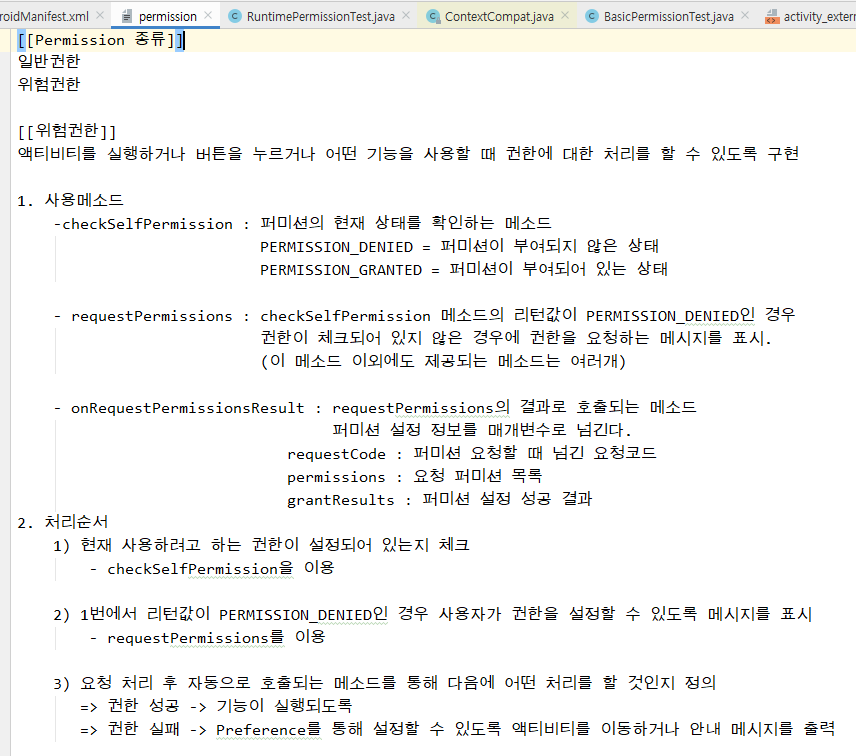 roidManifest.xml permission RuntimePermissionTest.java ContextCompat.java BasicPermissionTest.java activity_extern
[[Permission 종류]]
일반권한
위험권한
[[위험권한]]
액티비티를 실행하거나 버튼을 누르거나 어떤 기능을 사용할 때 권한에 대한 처리를 할 수 있도록 구현
1. 사용메소드
-checkSelfPermission : 퍼미션의 현재 상태를 확인하는 메소드
PERMISSION_DENIED = 퍼미션이 부여되지 않은 상태
PERMISSION_GRANTED = 퍼미션이 부여되어 있는 상태
- requestPermissions : checkSelfPermission 메소드의 리턴값이 PERMISSION_DENIED인 경우
권한이 체크되어 있지 않은 경우에 권한을 요청하는 메시지를 표시.
(이 메소드 이외에도 제공되는 메소드는 여러개)
- onRequestPermissionsResult : requestPermissions의 결과로 호출되는 메소드
퍼미션 설정 정보를 매개변수로 넘긴다.
requestCode : 퍼미션 요청할 때 넘긴 요청코드
permissions : 요청 퍼미션 목록
grantResults : 퍼미션 설정 성공 결과
2. 처리순서
1) 현재 사용하려고 하는 권한이 설정되어 있는지 체크
- checkSelfPermission을 이용
2) 1번에서 리턴값이 PERMISSION_DENIED인 경우 사용자가 권한을 설정할 수 있도록 메시지를 표시
- requestPermissions를 이용
3) 요청 처리 후 자동으로 호출되는 메소드를 통해 다음에 어떤 처리를 할 것인지 정의
=> 권한 성공 -> 기능이 실행되도록
=> 권한 실패 -> Preference를 통해 설정할 수 있도록 액티비티를 이동하거나 안내 메시지를 출력